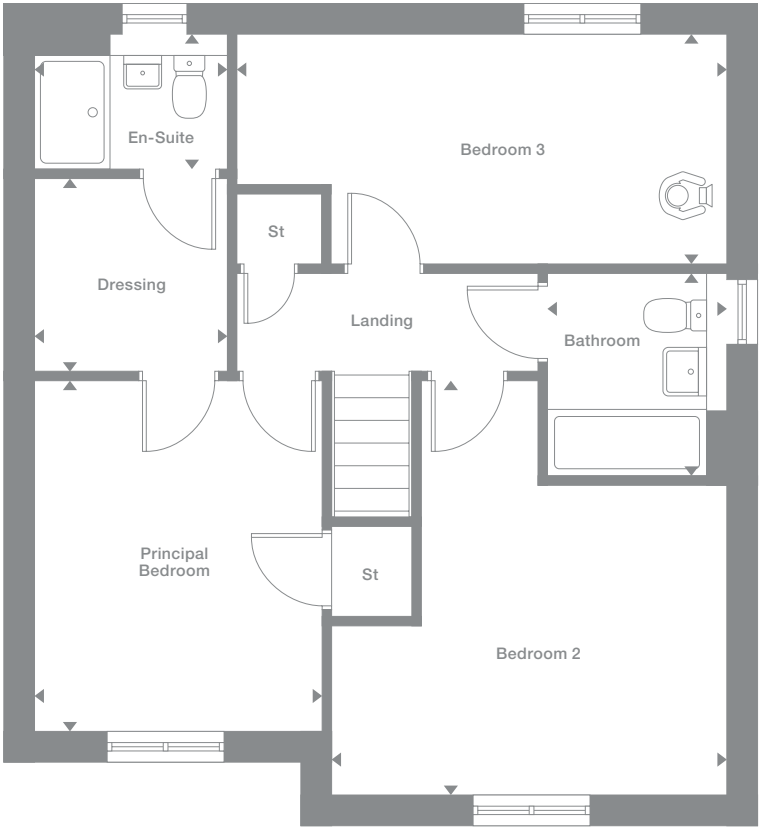 En-Suite
Bedroom 3
St
Dressing
Landing
Bathroom
Principal
Bedroom
St
Bedroom 2